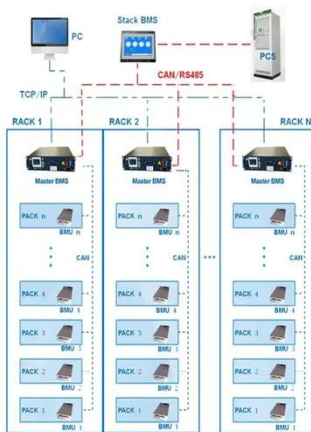 PC
Stack BMS
PCS
CAN/RS485
TCP/IP
RACK 1
RACK 2
RACK N
Master BMS
Master BMS
Master BMS
PACK n
BMU n
PACK n
BMU n
PACK n
BMU n
CAN
CAN
CAN
PACK 4
BMU 4
PACK 4
BMU 4
PACK 4
BMU 4
PACK 3
BMU 3
PACK 3
BMU 3
PACK 3
BMU
PACK 2
BMU 2
PACK 2
BMU 2
PACK 2
BMU
PACK 1
BMU 1
PACK 1
BMU 1
PACK 1
BMU 1